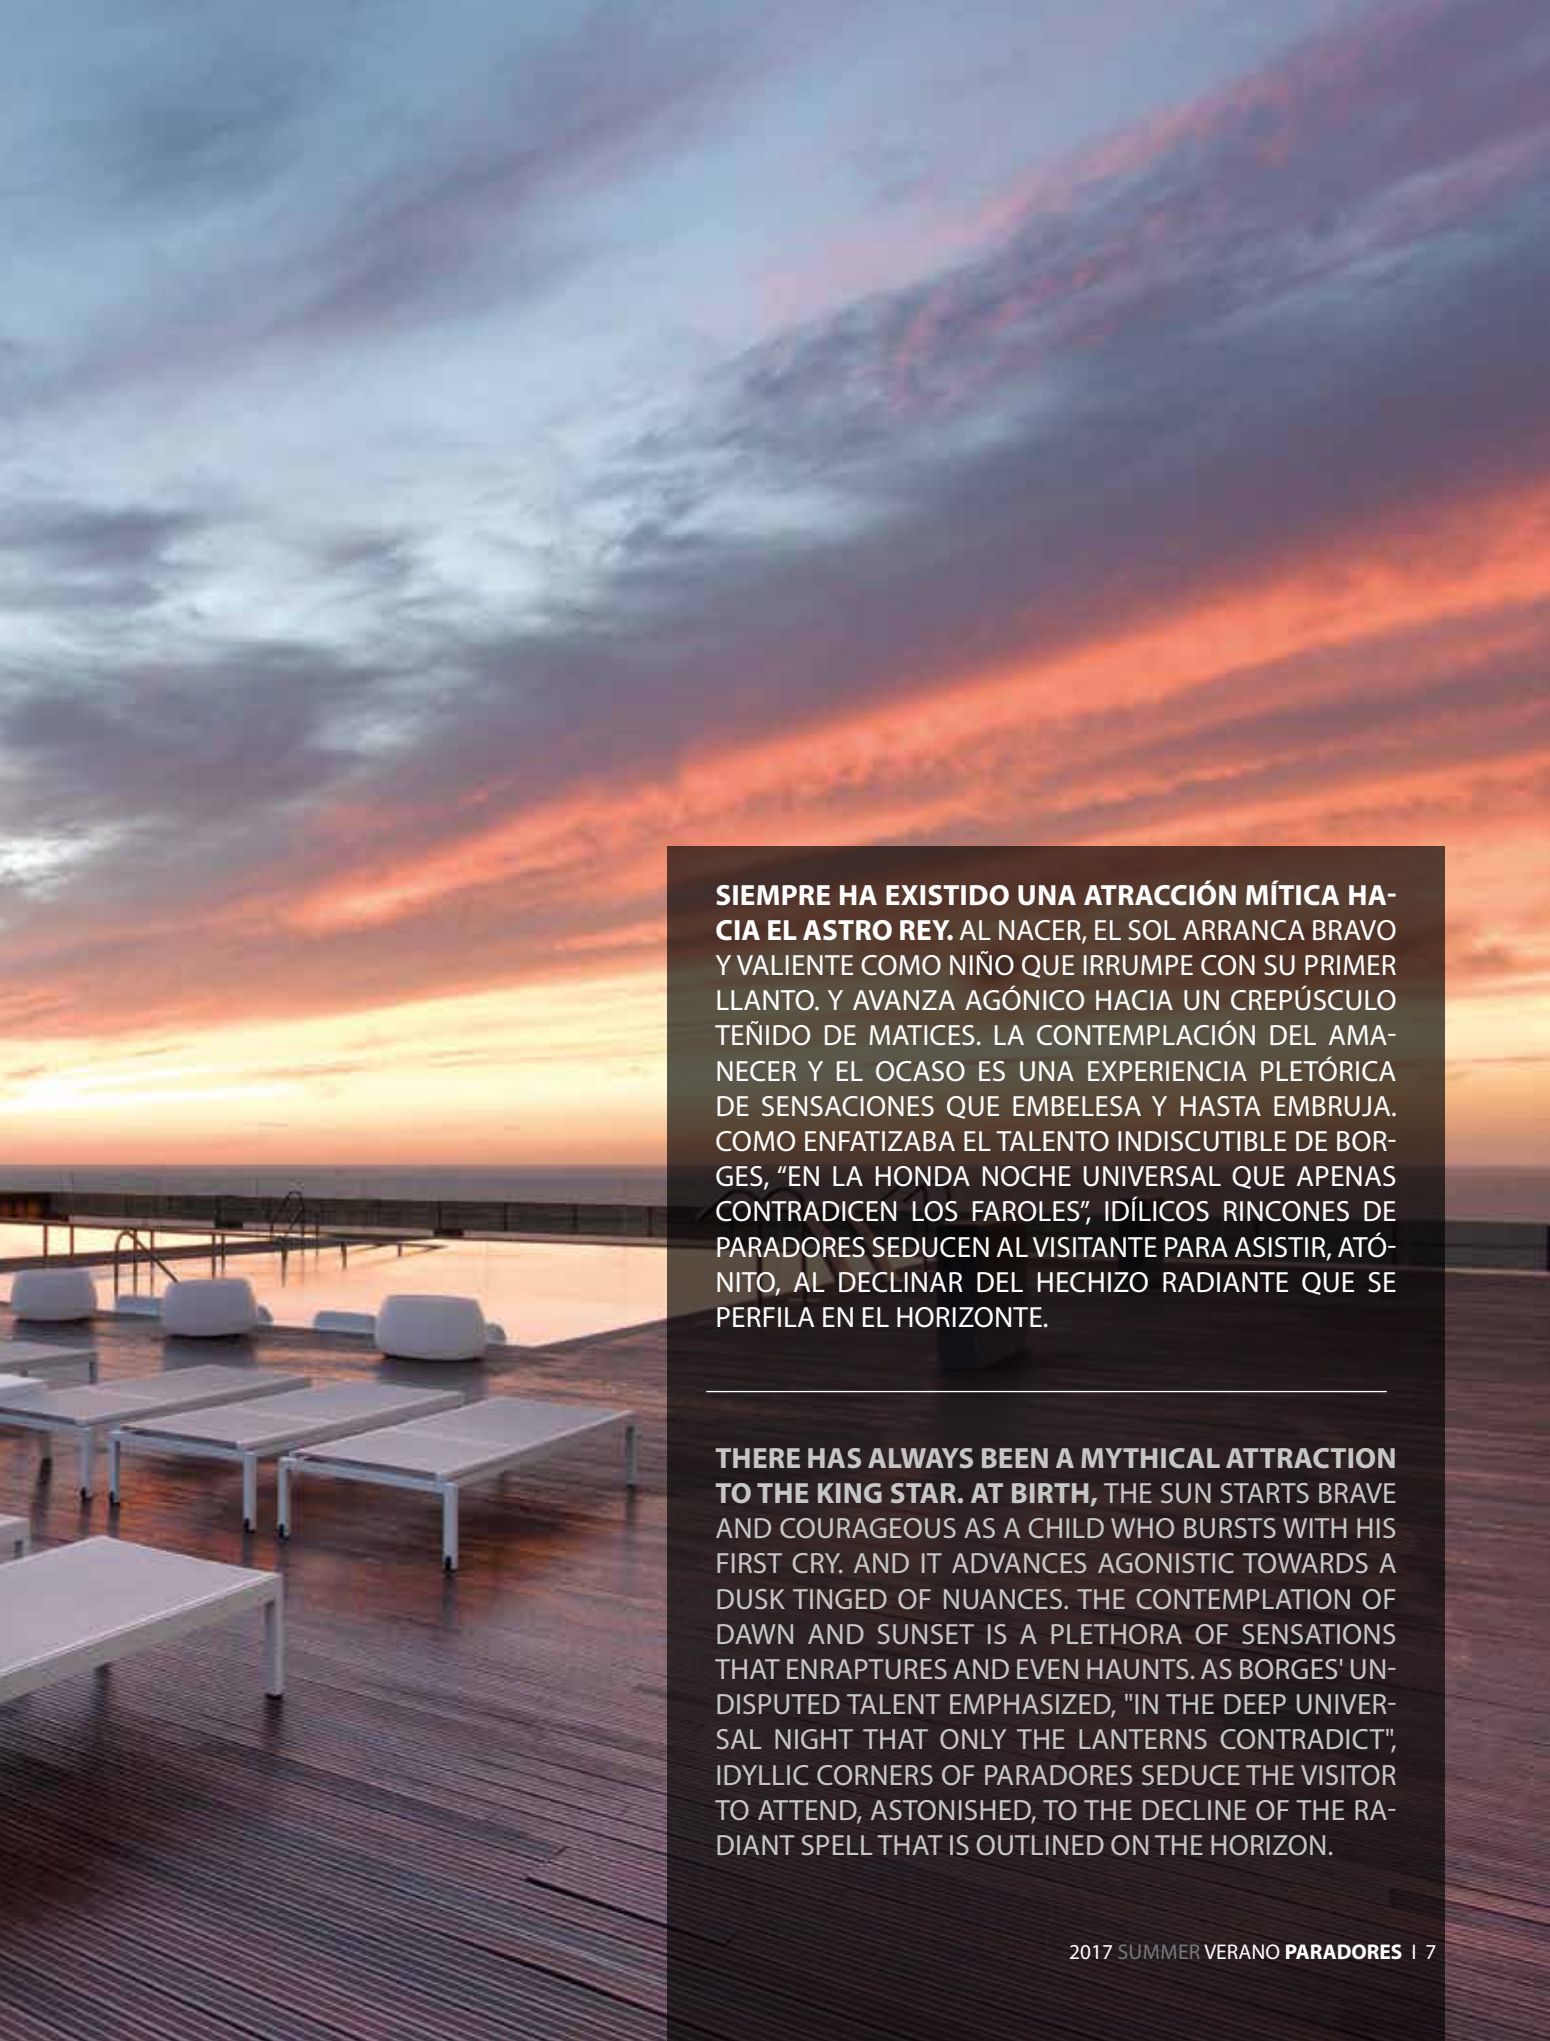 SIEMPRE HA EXISTIDO UNA ATRACCIÓN MÍTICA HA-
CIA EL ASTRO REY. AL NACER, EL SOL ARRANCA BRAVO
Y VALIENTE COMO NIÑO QUE IRRUMPE CON SU PRIMER
LLANTO. Y AVANZA AGÓNICO HACIA UN CREPÚSCULO
TEÑIDO DE MATICES. LA CONTEMPLACIÓN DEL AMA-
NECER Y EL OCASO ES UNA EXPERIENCIA PLETÓRICA
DE SENSACIONES QUE EMBELESA Y HASTA EMBRUJA.
COMO ENFATIZABA EL TALENTO INDISCUTIBLE DE BOR-
GES, “EN LA HONDA NOCHE UNIVERSAL QUE APENAS
CONTRADICEN LOS FAROLES”, IDÍLICOS RINCONES DE
PARADORES SEDUCEN AL VISITANTE PARA ASISTIR, ATÓ-
NITO, AL DECLINAR DEL HECHIZO RADIANTE QUE SE
PERFILA EN EL HORIZONTE.
THERE HAS ALWAYS BEEN A MYTHICAL ATTRACTION
TO THE KING STAR. AT BIRTH, THE SUN STARTS BRAVE
AND COURAGEOUS AS A CHILD WHO BURSTS WITH HIS
FIRST CRY. AND IT ADVANCES AGONISTIC TOWARDS A
DUSK TINGED OF NUANCES. THE CONTEMPLATION OF
DAWN AND SUNSET IS A PLETHORA OF SENSATIONS
THAT ENRAPTURES AND EVEN HAUNTS. AS BORGES' UN-
DISPUTED TALENT EMPHASIZED, "IN THE DEEP UNIVER-
SAL NIGHT THAT ONLY THE LANTERNS CONTRADICT",
IDYLLIC CORNERS OF PARADORES SEDUCE THE VISITOR
TO ATTEND, ASTONISHED, TO THE DECLINE OF THE RA-
DIANT SPELL THAT IS OUTLINED ON THE HORIZON.
2017 SUMMER VERANO PARADORES | 7